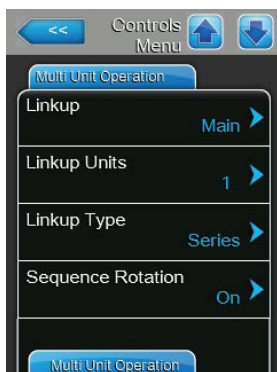 <<
Controls
Menu
Multi Unit Operation
Linkup
Main
Linkup Units
1
Linkup Type
Series
Sequence Rotation
On
Multi Unit Operation